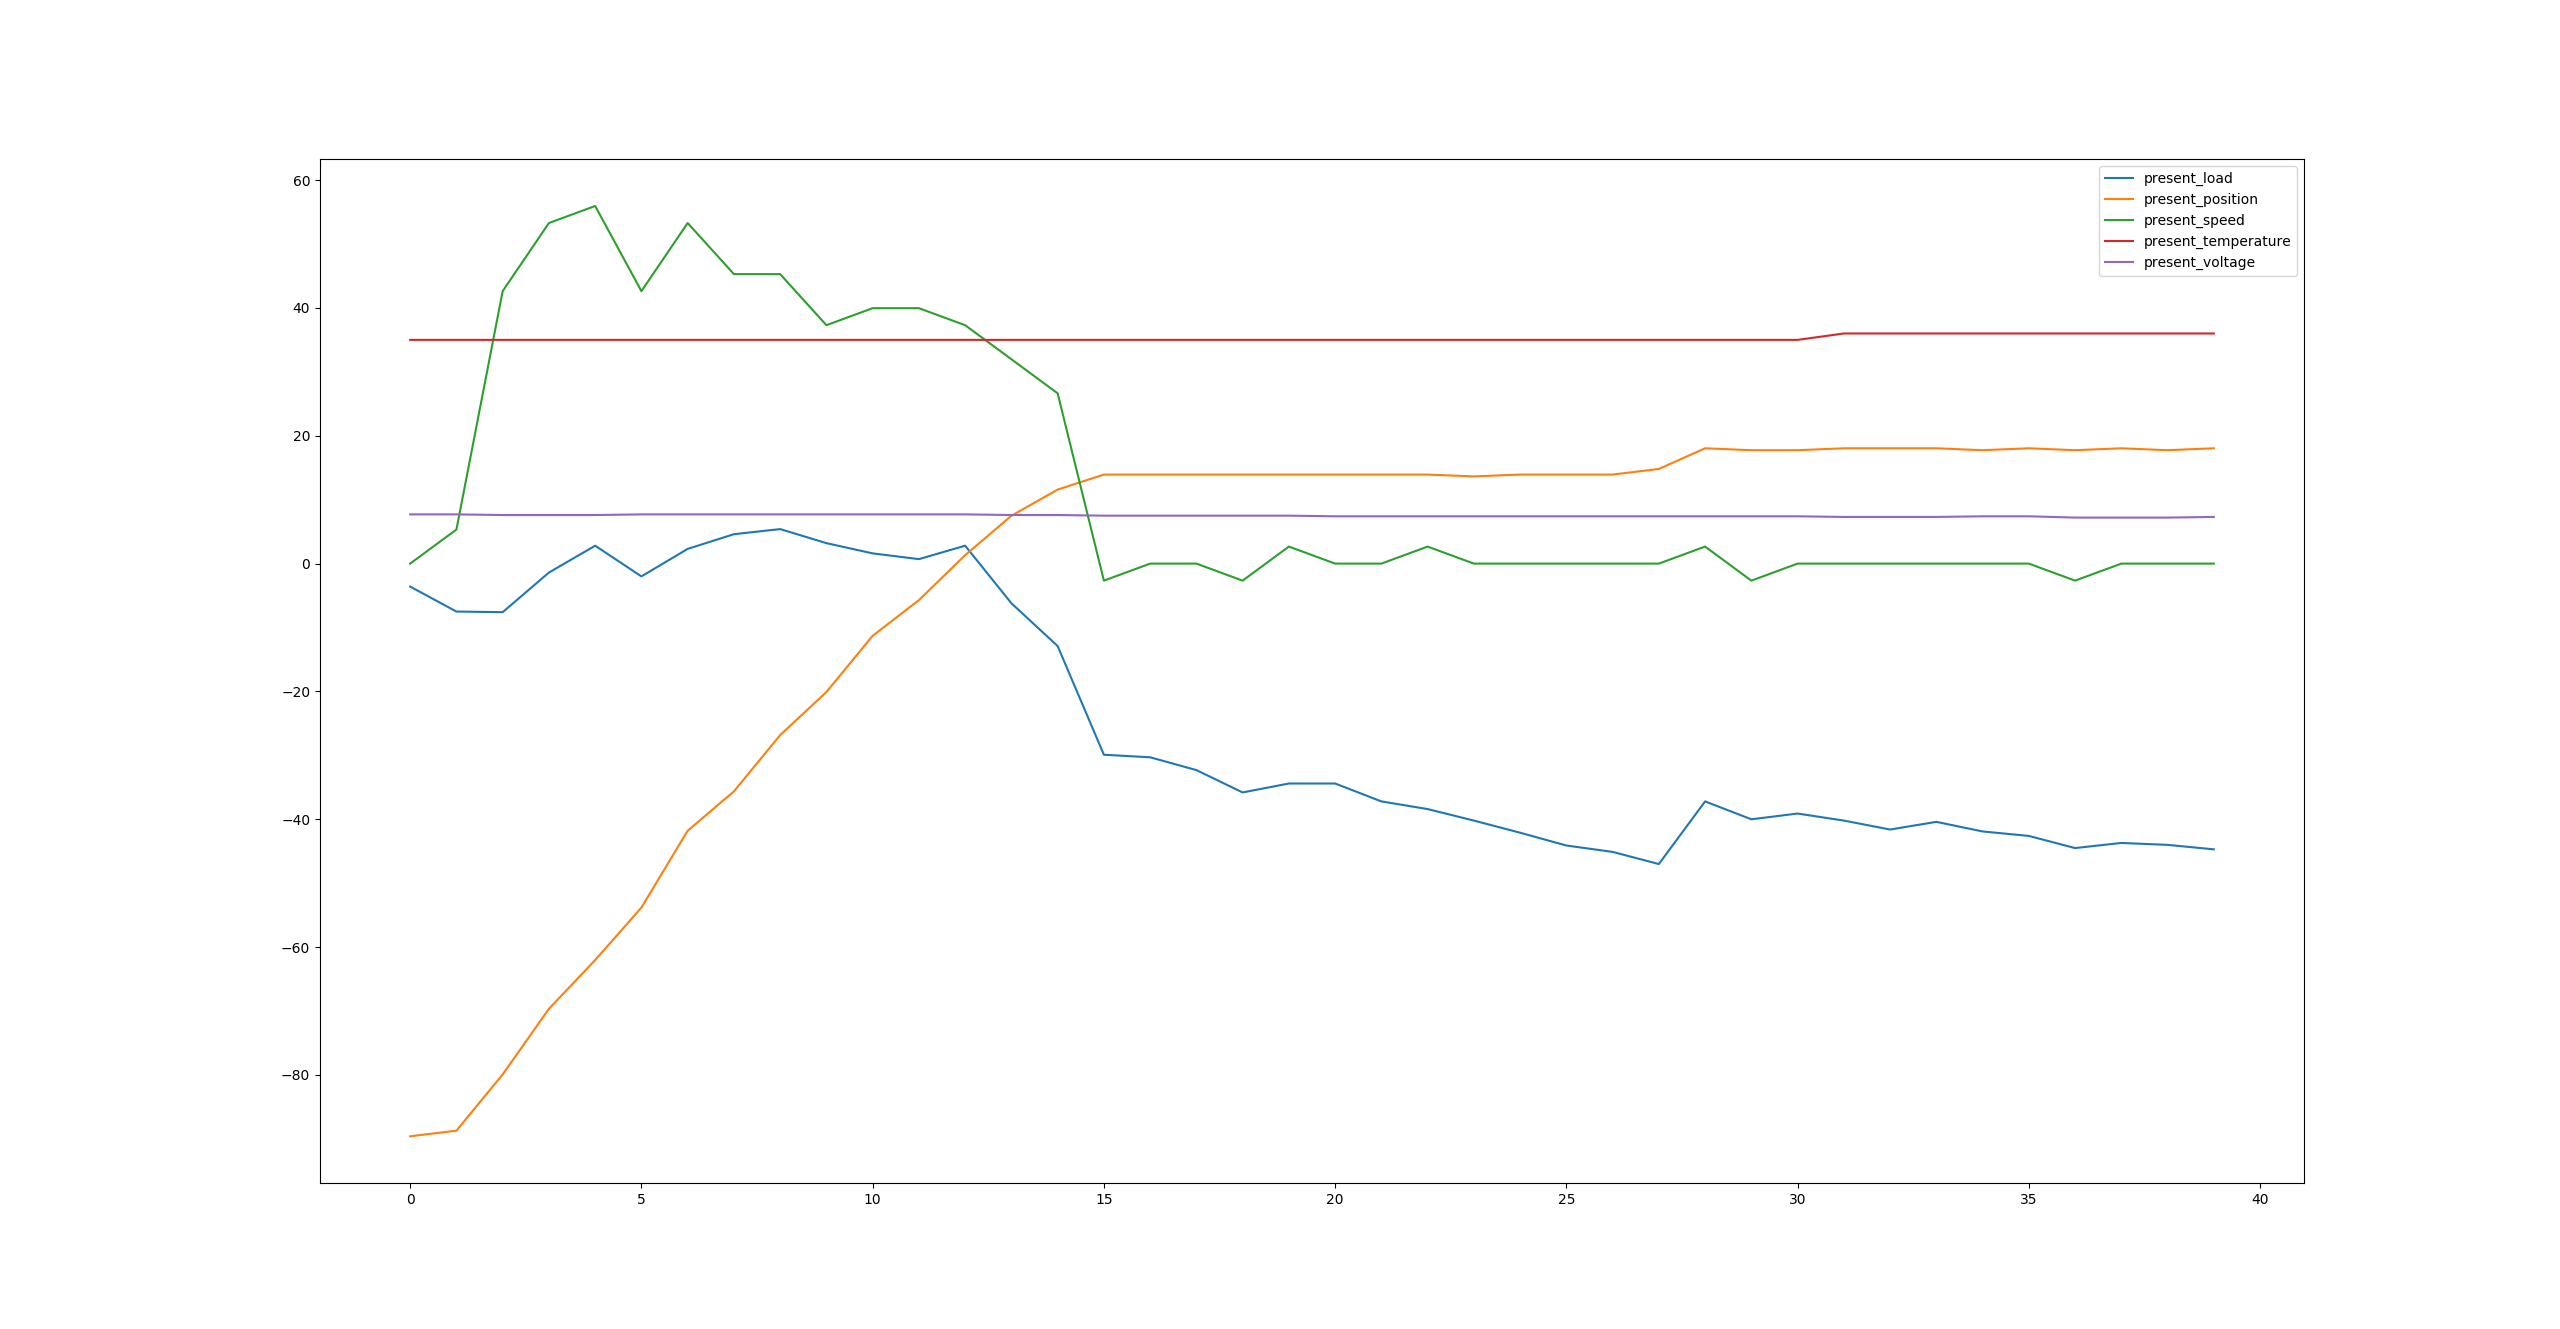 present_load
present_position
present_speed
present_temperature
present_voltage
60
40
20
0
−20
−40
−60
−80
0 5 10 15 20 25 30 35 40